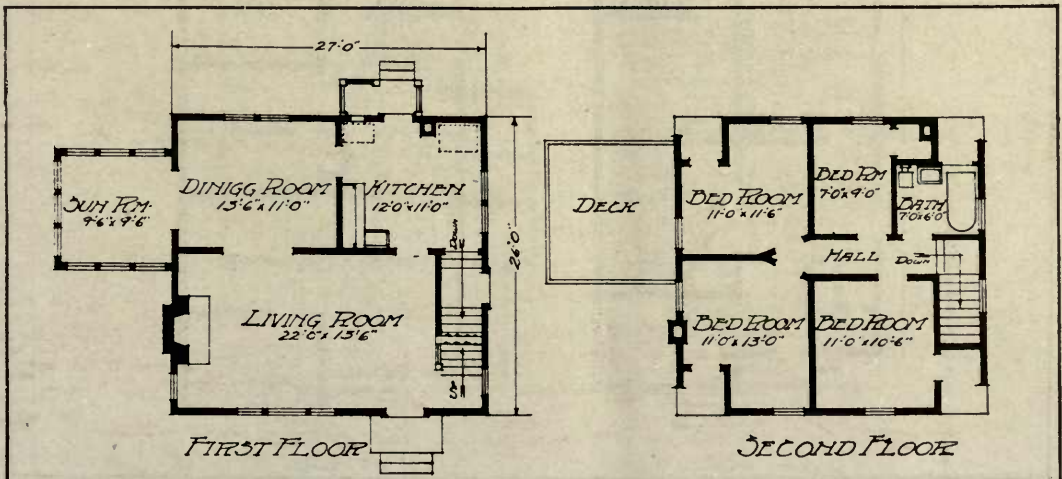 27'-0"
SUN RM.
9'-6" x 9'-6"
DINIGG ROOM
13'-6" x 11'-0"
KITCHEN
12'-0" x 11'-0"
DOWN
26'-0"
LIVING ROOM
22'-0" x 13'-6"
FIRST FLOOR
DECK
BED ROOM
11'-0" x 11'-6"
BED RM
7'-0" x 9'-0"
BATH
7'-0" x 6'-0"
HALL
DOWN
BED ROOM
11'-0" x 13'-0"
BED ROOM
11'-0" x 10'-6"
SECOND FLOOR